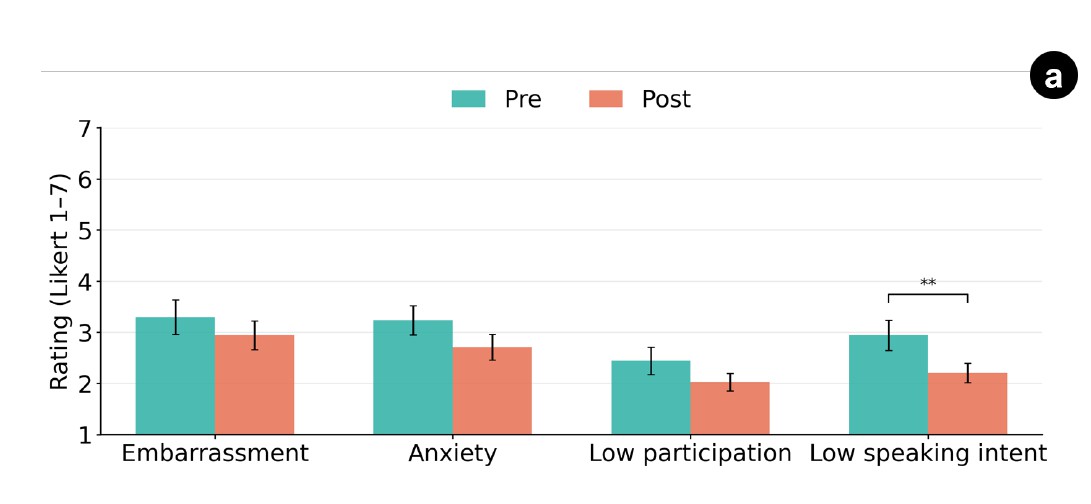 a
Pre Post
7
6
5
4
3
2
1
Rating (Likert 1–7)
**
Embarrassment Anxiety Low participation Low speaking intent